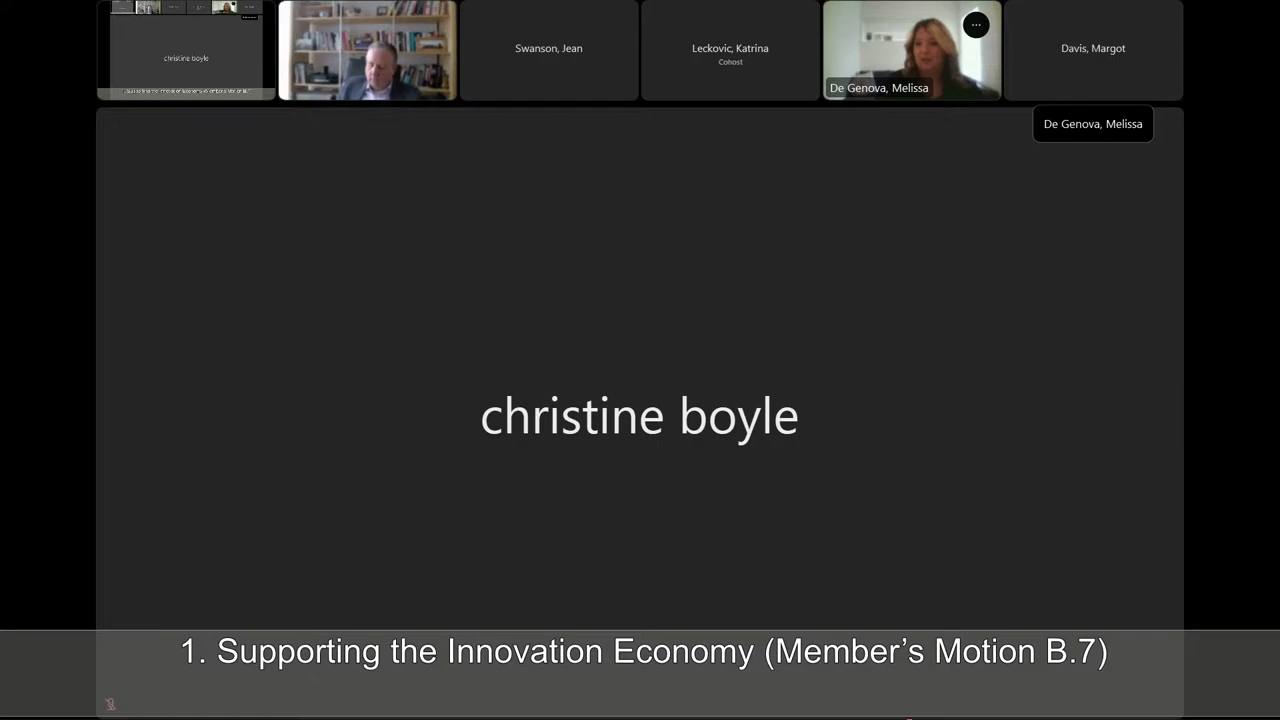 christine boyle
Swanson, Jean
Leckovic, Katrina
Cohost
De Genova, Melissa
Davis, Margot
De Genova, Melissa
christine boyle
1. Supporting the Innovation Economy (Member’s Motion B.7)